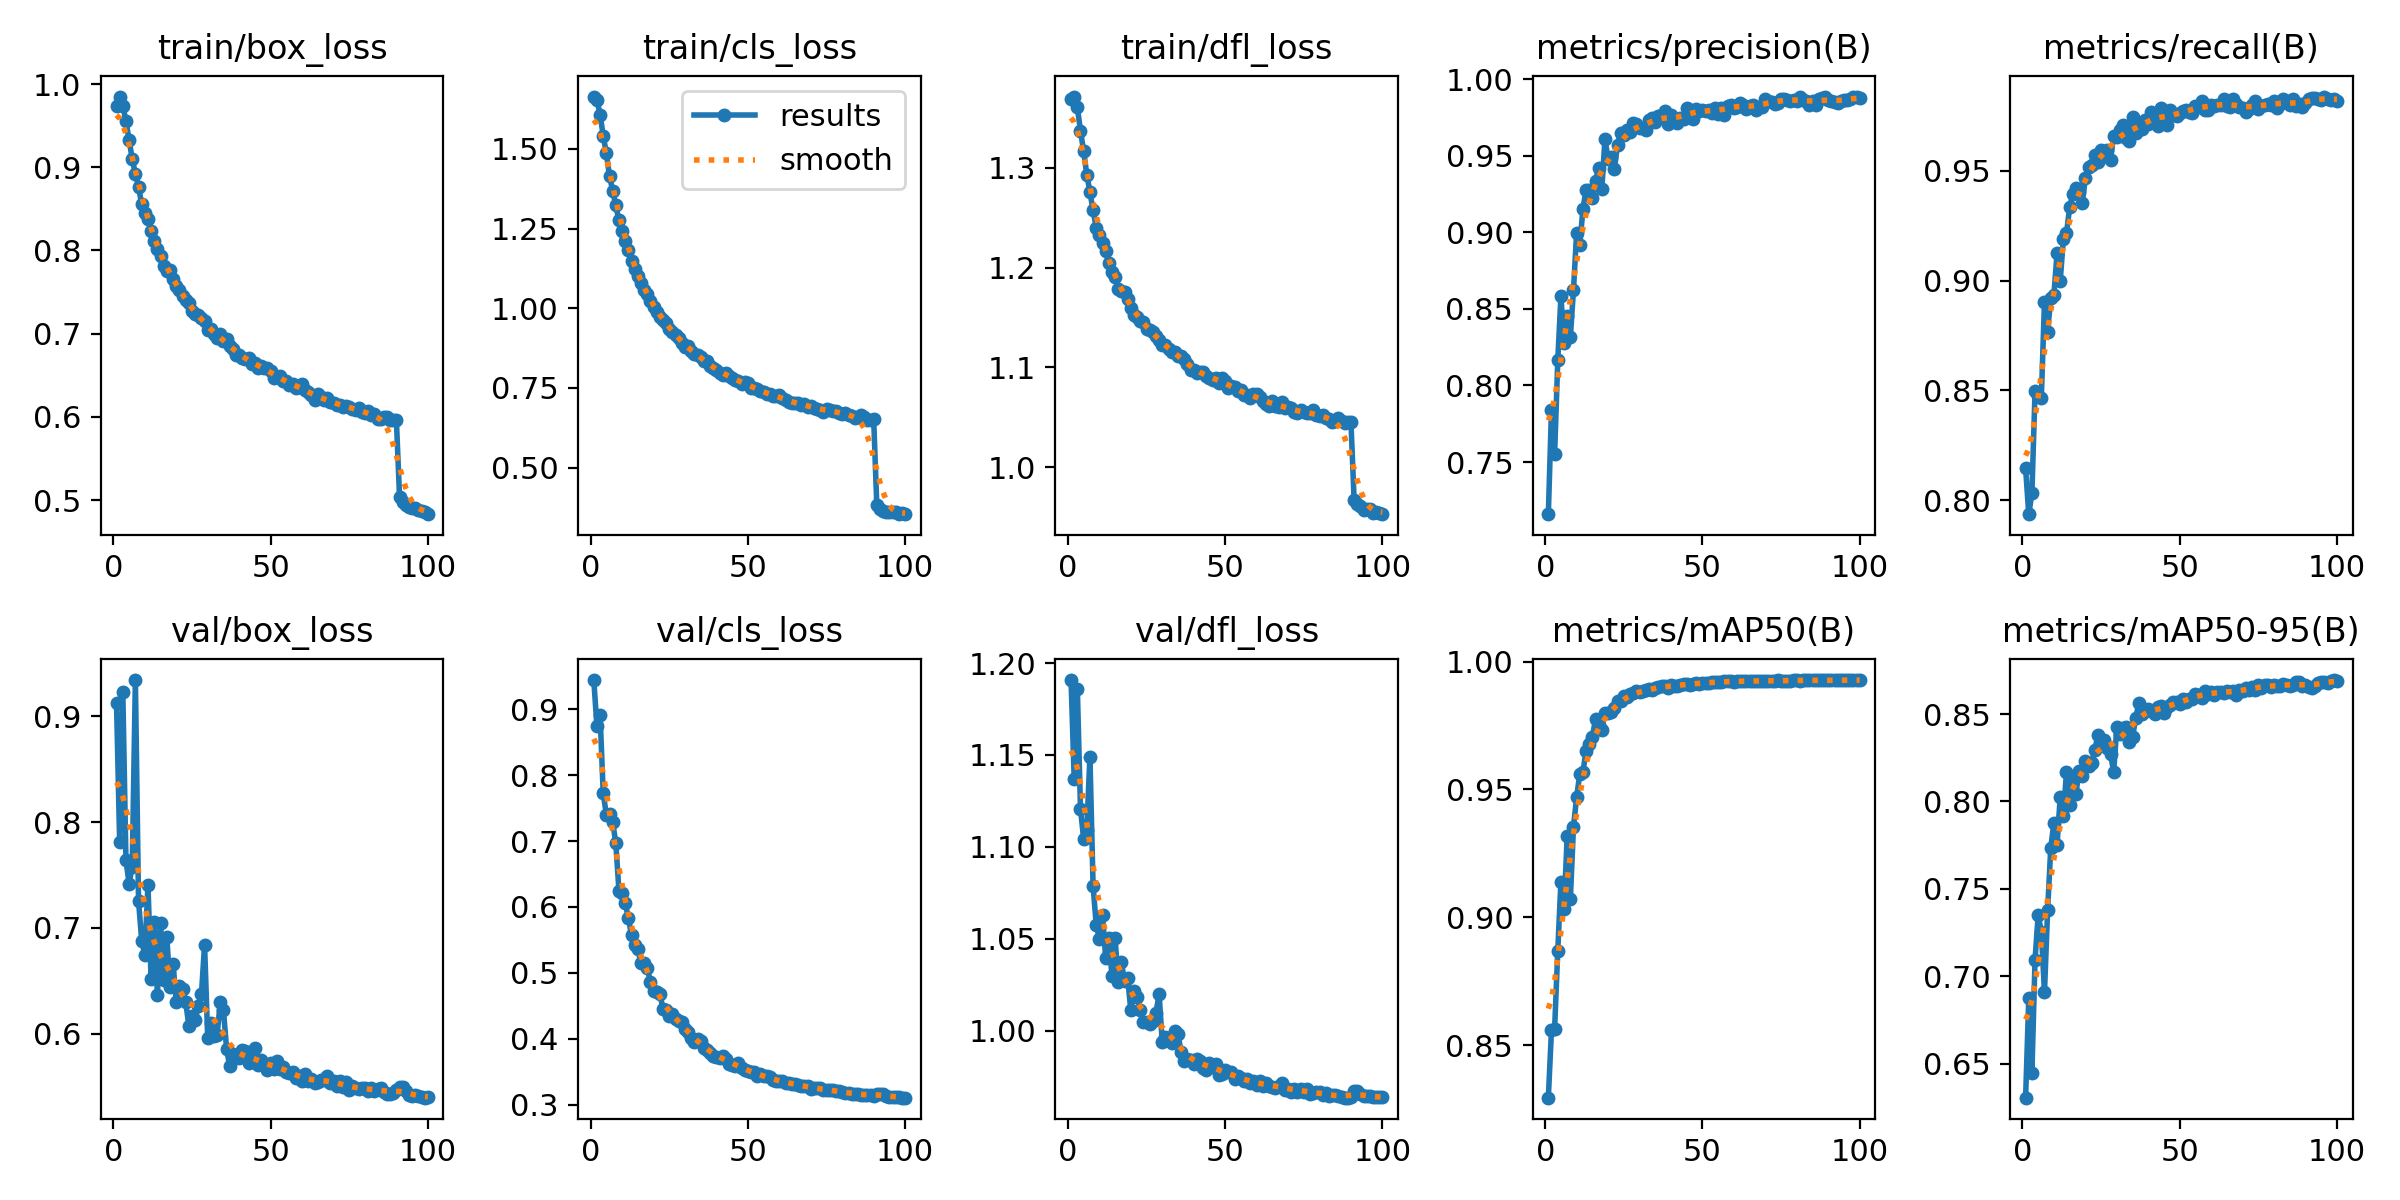 train/box_loss
1.0
0.9
0.8
0.7
0.6
0.5
0 50 100
train/cls_loss
results
smooth
1.50
1.25
1.00
0.75
0.50
0 50 100
train/dfl_loss
1.3
1.2
1.1
1.0
0 50 100
metrics/precision(B)
1.00
0.95
0.90
0.85
0.80
0.75
0 50 100
metrics/recall(B)
0.95
0.90
0.85
0.80
0 50 100
val/box_loss
0.9
0.8
0.7
0.6
0 50 100
val/cls_loss
0.9
0.8
0.7
0.6
0.5
0.4
0.3
0 50 100
val/dfl_loss
1.20
1.15
1.10
1.05
1.00
0 50 100
metrics/mAP50(B)
1.00
0.95
0.90
0.85
0 50 100
metrics/mAP50-95(B)
0.85
0.80
0.75
0.70
0.65
0 50 100